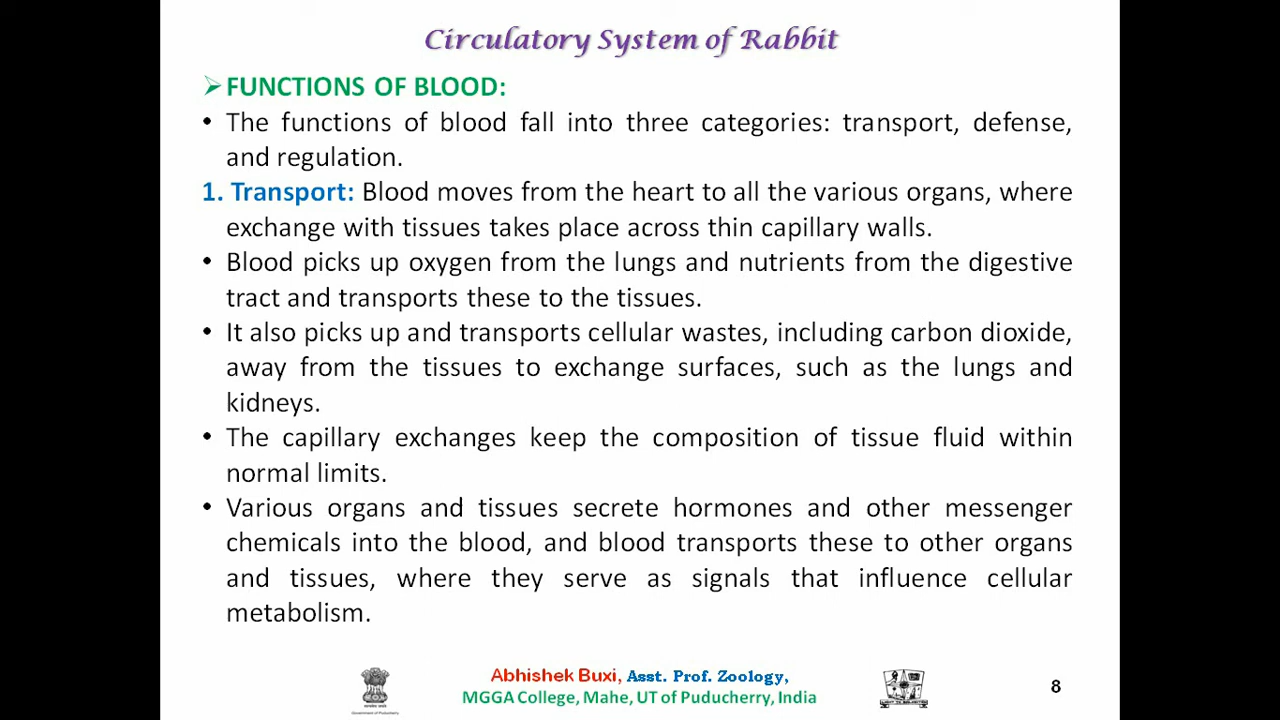 Circulatory System of Rabbit
➢FUNCTIONS OF BLOOD:
• The functions of blood fall into three categories: transport, defense,
and regulation.
1. Transport: Blood moves from the heart to all the various organs, where
exchange with tissues takes place across thin capillary walls.
• Blood picks up oxygen from the lungs and nutrients from the digestive
tract and transports these to the tissues.
• It also picks up and transports cellular wastes, including carbon dioxide,
away from the tissues to exchange surfaces, such as the lungs and
kidneys.
• The capillary exchanges keep the composition of tissue fluid within
normal limits.
• Various organs and tissues secrete hormones and other messenger
chemicals into the blood, and blood transports these to other organs
and tissues, where they serve as signals that influence cellular
metabolism.
Abhishek Buxi, Asst. Prof. Zoology,
MGGA College, Mahe, UT of Puducherry, India
Government of Puducherry
8